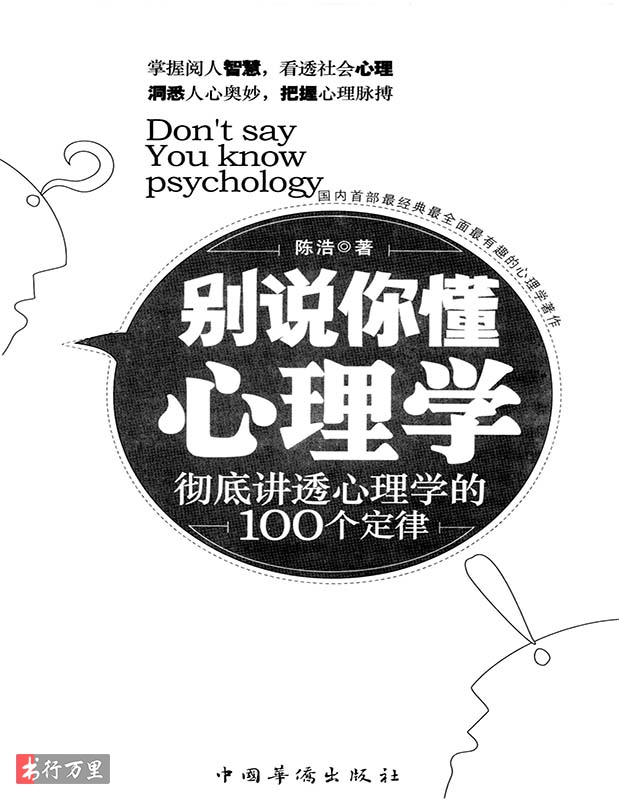 掌握阅人智慧，看透社会心理
洞悉人心奥妙，把握心理脉搏
Don't say
You know
psychology
国内首部最经典最全面最有趣的心理学著作
陈浩◎著
别说你懂
心理学
彻底讲透心理学的
100个定律
书行万里
中國華僑出版社